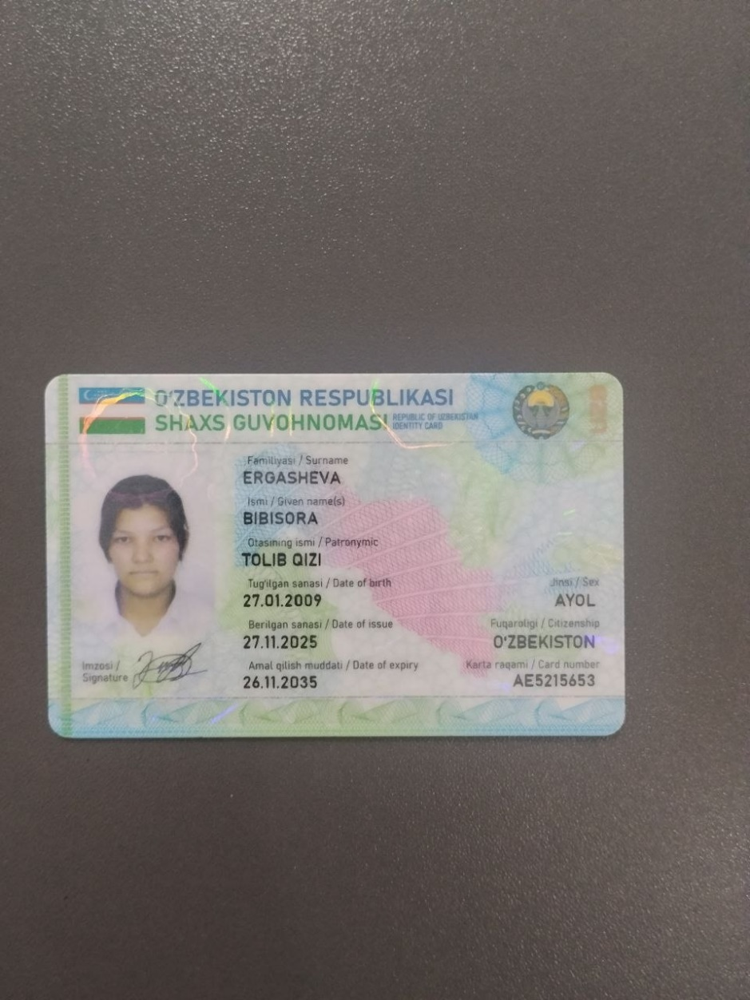 O'ZBEKISTON RESPUBLIKASI
SHAXS GUVOHNOMASI
REPUBLIC OF UZBEKISTAN
IDENTITY CARD
Familiyasi / Surname
ERGASHEVA
Ismi / Given name(s)
BIBISORA
Otasining ismi / Patronymic
TOLIB QIZI
Tug'ilgan sanasi / Date of birth
27.01.2009
Jinsi / Sex
AYOL
Berilgan sanasi / Date of issue
27.11.2025
Fuqaroligi / Citizenship
O'ZBEKISTON
Imzosi /
Signature
Amal qilish muddati / Date of expiry
26.11.2035
Karta raqami / Card number
AE5215653